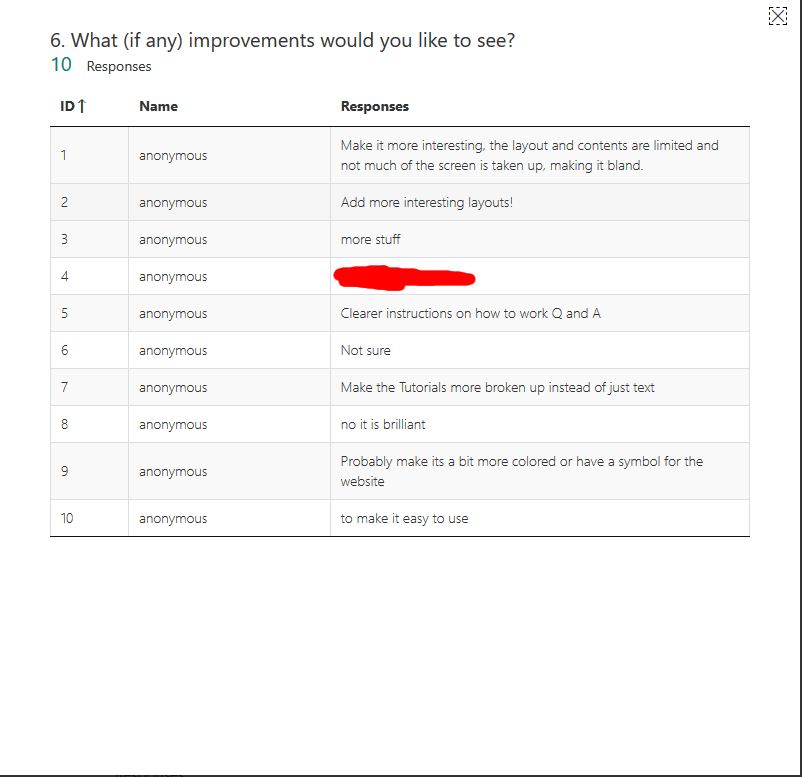 6. What (if any) improvements would you like to see?
10 Responses
ID↑ Name Responses
1 anonymous Make it more interesting, the layout and contents are limited and
not much of the screen is taken up, making it bland.
2 anonymous Add more interesting layouts!
3 anonymous more stuff
4 anonymous
5 anonymous Clearer instructions on how to work Q and A
6 anonymous Not sure
7 anonymous Make the Tutorials more broken up instead of just text
8 anonymous no it is brilliant
9 anonymous Probably make its a bit more colored or have a symbol for the
website
10 anonymous to make it easy to use